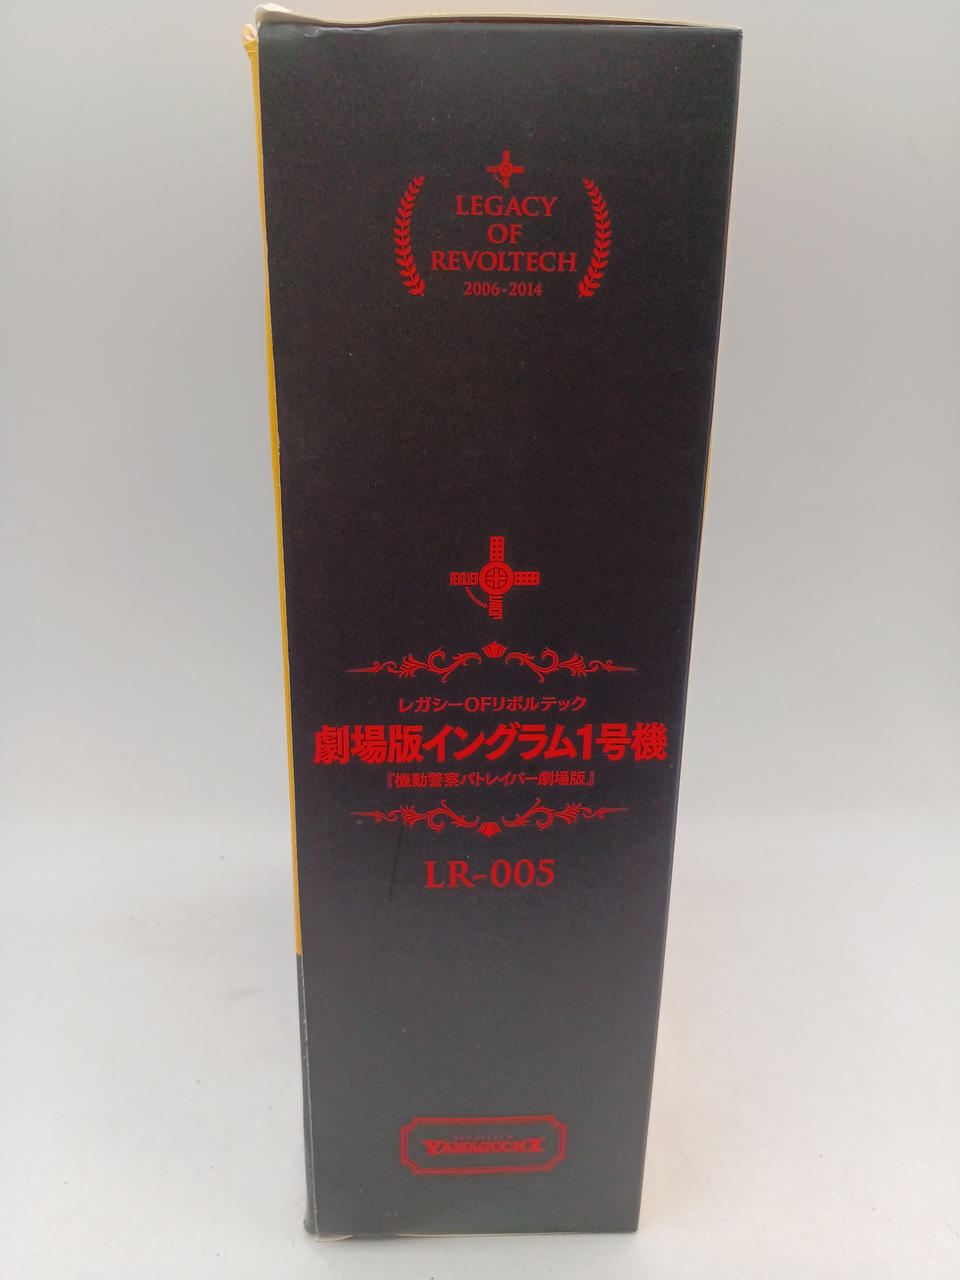 LEGACY
OF
REVOLTECH
2006-2014
REVOLVER
JOINT
レガシーOFリボルテック
劇場版イングラム1号機
『機動警察パトレイバー劇場版』
LR-005
REVOLTECH
YAMAGUCHI